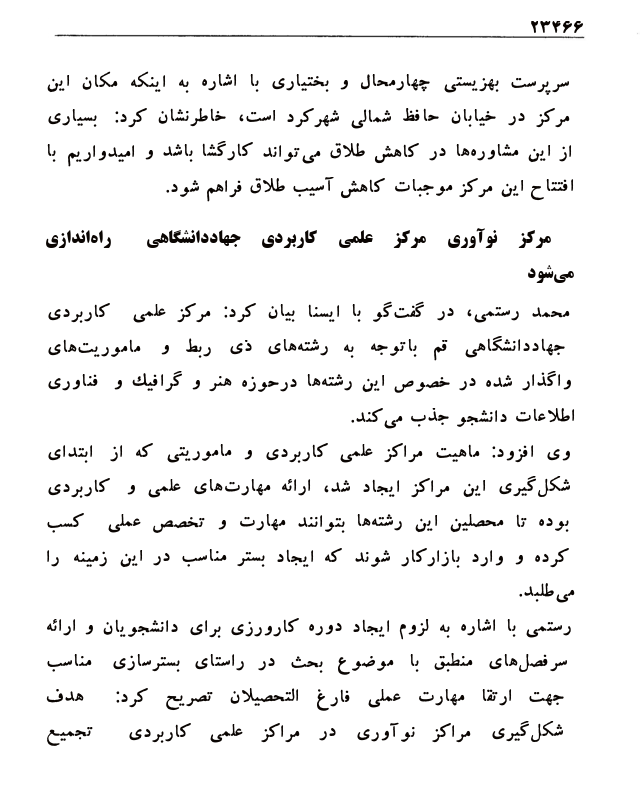 ۲۳۴۶۶
سرپرست بهزیستی چهارمحال و بختیاری با اشاره به اینکه مکان این
مرکز در خیابان حافظ شمالی شهرکرد است، خاطرنشان کرد: بسیاری
از این مشاوره‌ها در کاهش طلاق می‌تواند کارگشا باشد و امیدواریم با
افتتاح این مرکز موجبات کاهش آسیب طلاق فراهم شود.
مرکز نوآوری مرکز علمی کاربردی جهاددانشگاهی راه‌اندازی
می‌شود
محمد رستمی، در گفت‌گو با ایسنا بیان کرد: مرکز علمی کاربردی
جهاددانشگاهی قم باتوجه به رشته‌های ذی ربط و ماموریت‌های
واگذار شده در خصوص این رشته‌ها درحوزه هنر و گرافیك و فناوری
اطلاعات دانشجو جذب می‌کند.
وی افزود: ماهیت مراکز علمی کاربردی و ماموریتی که از ابتدای
شکل‌گیری این مراکز ایجاد شد، ارائه مهارت‌های علمی و کاربردی
بوده تا محصلین این رشته‌ها بتوانند مهارت و تخصص عملی کسب
کرده و وارد بازارکار شوند که ایجاد بستر مناسب در این زمینه را
می‌طلبد.
رستمی با اشاره به لزوم ایجاد دوره کارورزی برای دانشجویان و ارائه
سرفصل‌های منطبق با موضوع بحث در راستای بسترسازی مناسب
جهت ارتقا مهارت عملی فارغ التحصیلان تصریح کرد: هدف
شکل‌گیری مراکز نوآوری در مراکز علمی کاربردی تجمیع